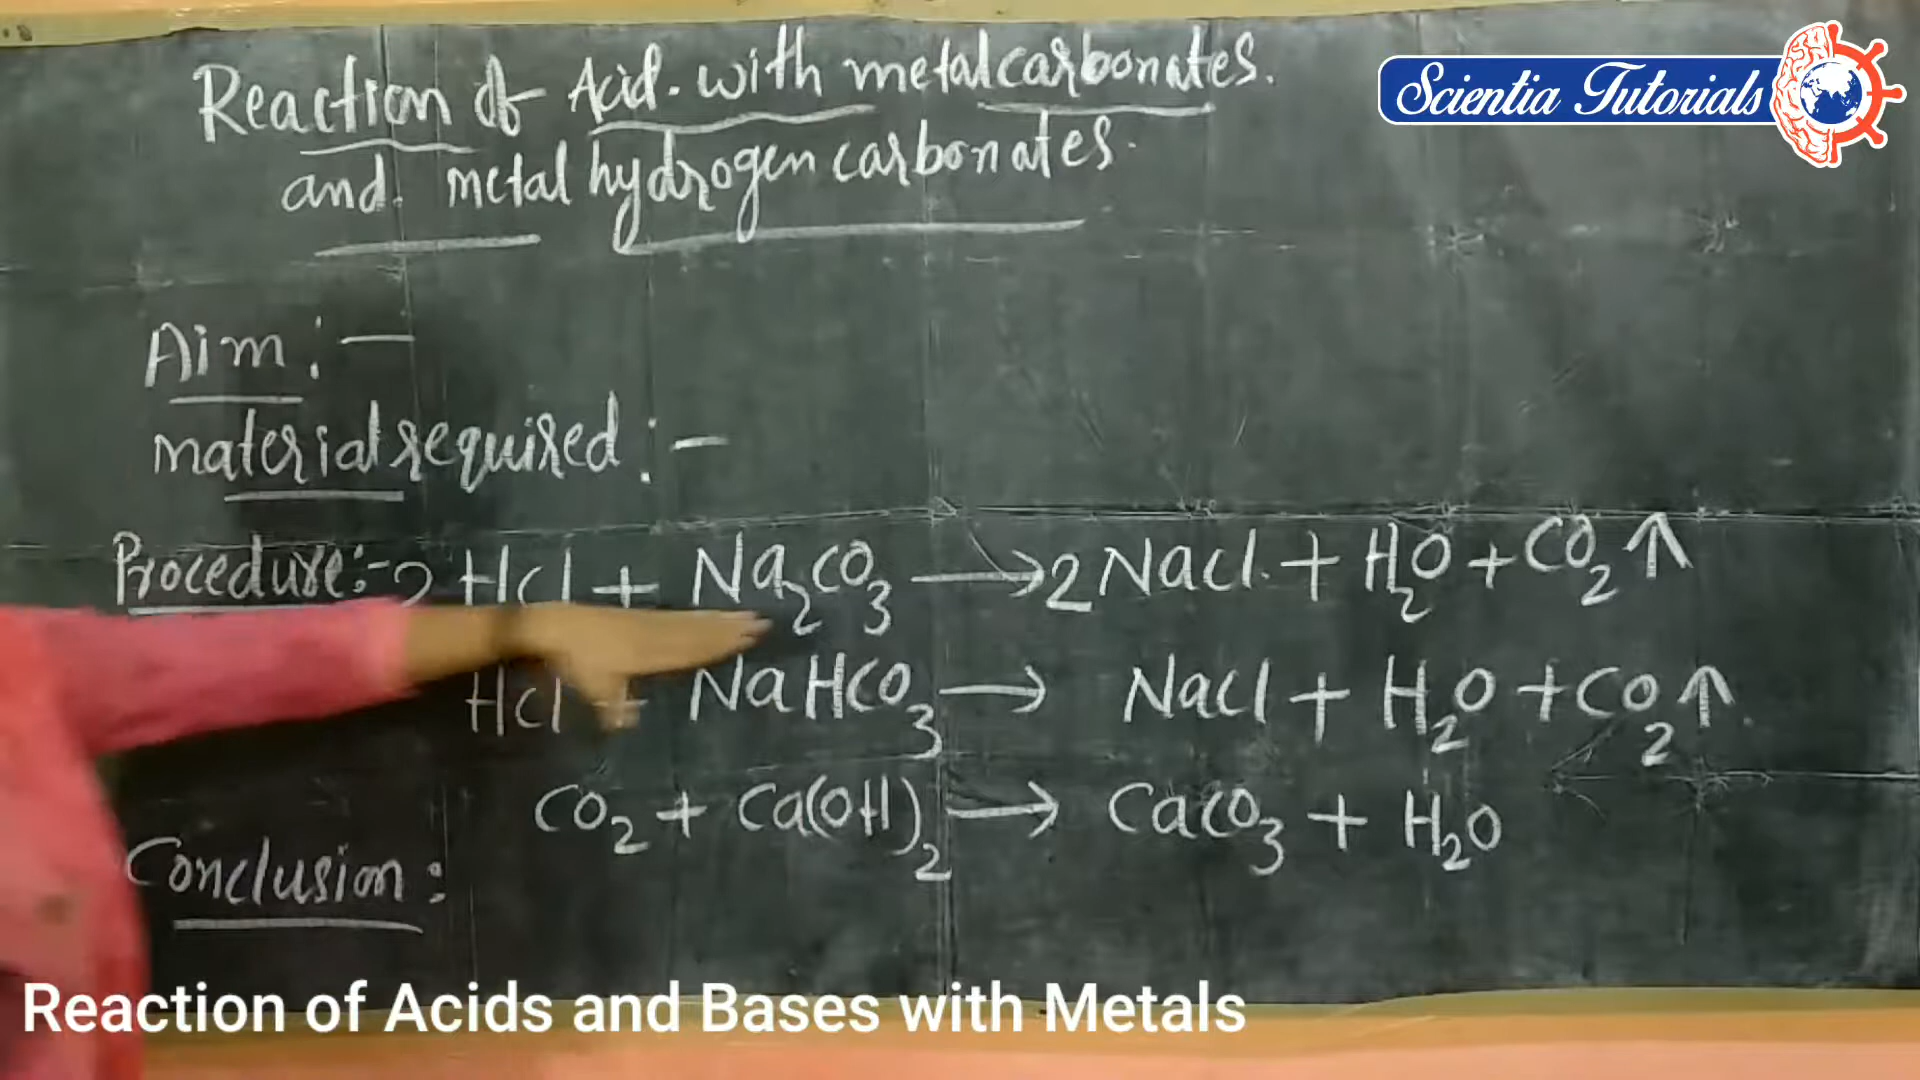 Reaction of Acid. with metal carbonates.
and. metal hydrogen carbonates.
Scientia Tutorials
Aim :-
material required :-
Procedure:- 2 HCl + Na2CO3 → 2 NaCl. + H2O + CO2 ↑
HCl + NaHCO3 → NaCl + H2O + CO2 ↑
CO2 + Ca(OH)2 → CaCO3 + H2O
Conclusion:
Reaction of Acids and Bases with Metals